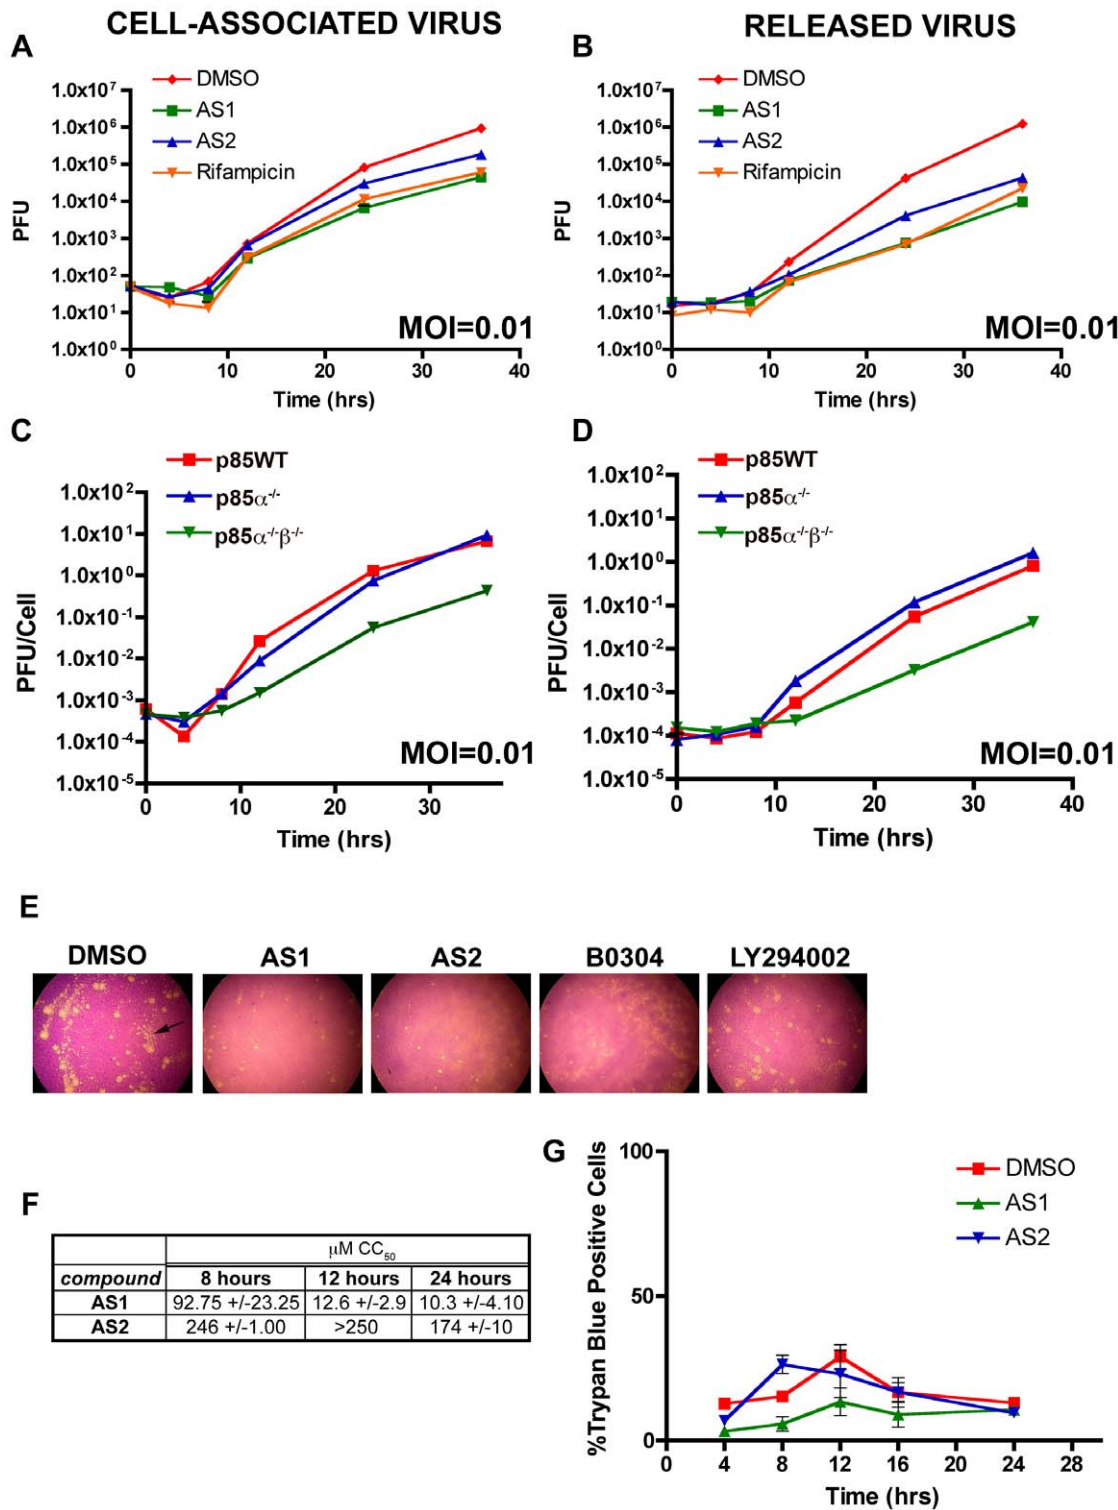 CELL-ASSOCIATED VIRUS
RELEASED VIRUS
A
DMSO
AS1
AS2
Rifampicin
1.0x10⁷
1.0x10⁶
1.0x10⁵
1.0x10⁴
1.0x10³
1.0x10²
1.0x10¹
1.0x10⁰
PFU
0 10 20 30 40
Time (hrs)
MOI=0.01
B
DMSO
AS1
AS2
Rifampicin
1.0x10⁷
1.0x10⁶
1.0x10⁵
1.0x10⁴
1.0x10³
1.0x10²
1.0x10¹
1.0x10⁰
PFU
0 10 20 30 40
Time (hrs)
MOI=0.01
C
p85WT
p85α⁻/⁻
p85α⁻/⁻β⁻/⁻
1.0x10²
1.0x10¹
1.0x10⁰
1.0x10⁻¹
1.0x10⁻²
1.0x10⁻³
1.0x10⁻⁴
1.0x10⁻⁵
PFU/Cell
0 10 20 30
Time (hrs)
MOI=0.01
D
p85WT
p85α⁻/⁻
p85α⁻/⁻β⁻/⁻
1.0x10²
1.0x10¹
1.0x10⁰
1.0x10⁻¹
1.0x10⁻²
1.0x10⁻³
1.0x10⁻⁴
1.0x10⁻⁵
PFU/Cell
0 10 20 30 40
Time (hrs)
MOI=0.01
E
DMSO AS1 AS2 B0304 LY294002
F
μM CC₅₀
compound 8 hours 12 hours 24 hours
AS1 92.75 +/-23.25 12.6 +/-2.9 10.3 +/-4.10
AS2 246 +/-1.00 >250 174 +/-10
G
DMSO
AS1
AS2
100
50
0
%Trypan Blue Positive Cells
0 4 8 12 16 20 24 28
Time (hrs)